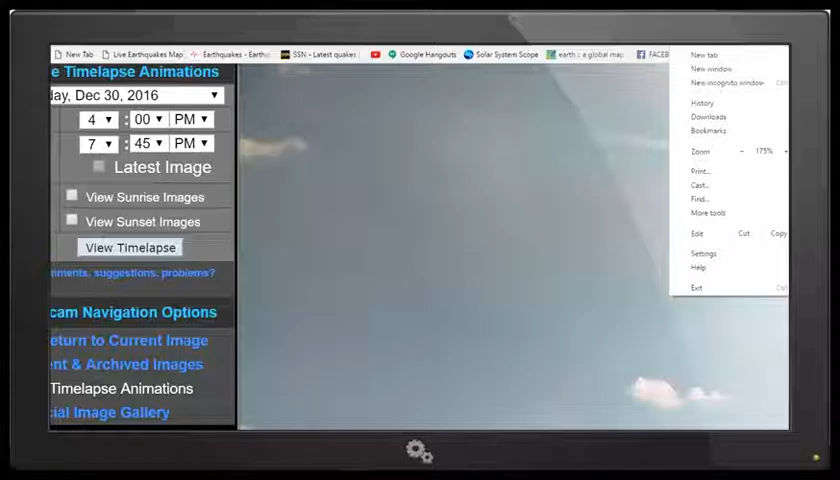 New Tab
Live Earthquakes Map
Earthquakes - Earth
SSN - Latest quakes
Google Hangouts
Solar System Scope
earth :: a global map
FACEB
e Timelapse Animations
day, Dec 30, 2016
4 : 00 PM
7 : 45 PM
Latest Image
View Sunrise Images
View Sunset Images
View Timelapse
mments, suggestions, problems?
cam Navigation Options
eturn to Current Image
nt & Archived Images
Timelapse Animations
ial Image Gallery
New tab
New window
New incognito window
History
Downloads
Bookmarks
Zoom − 175% +
Print...
Cast...
Find...
More tools
Edit Cut Copy
Settings
Help
Exit